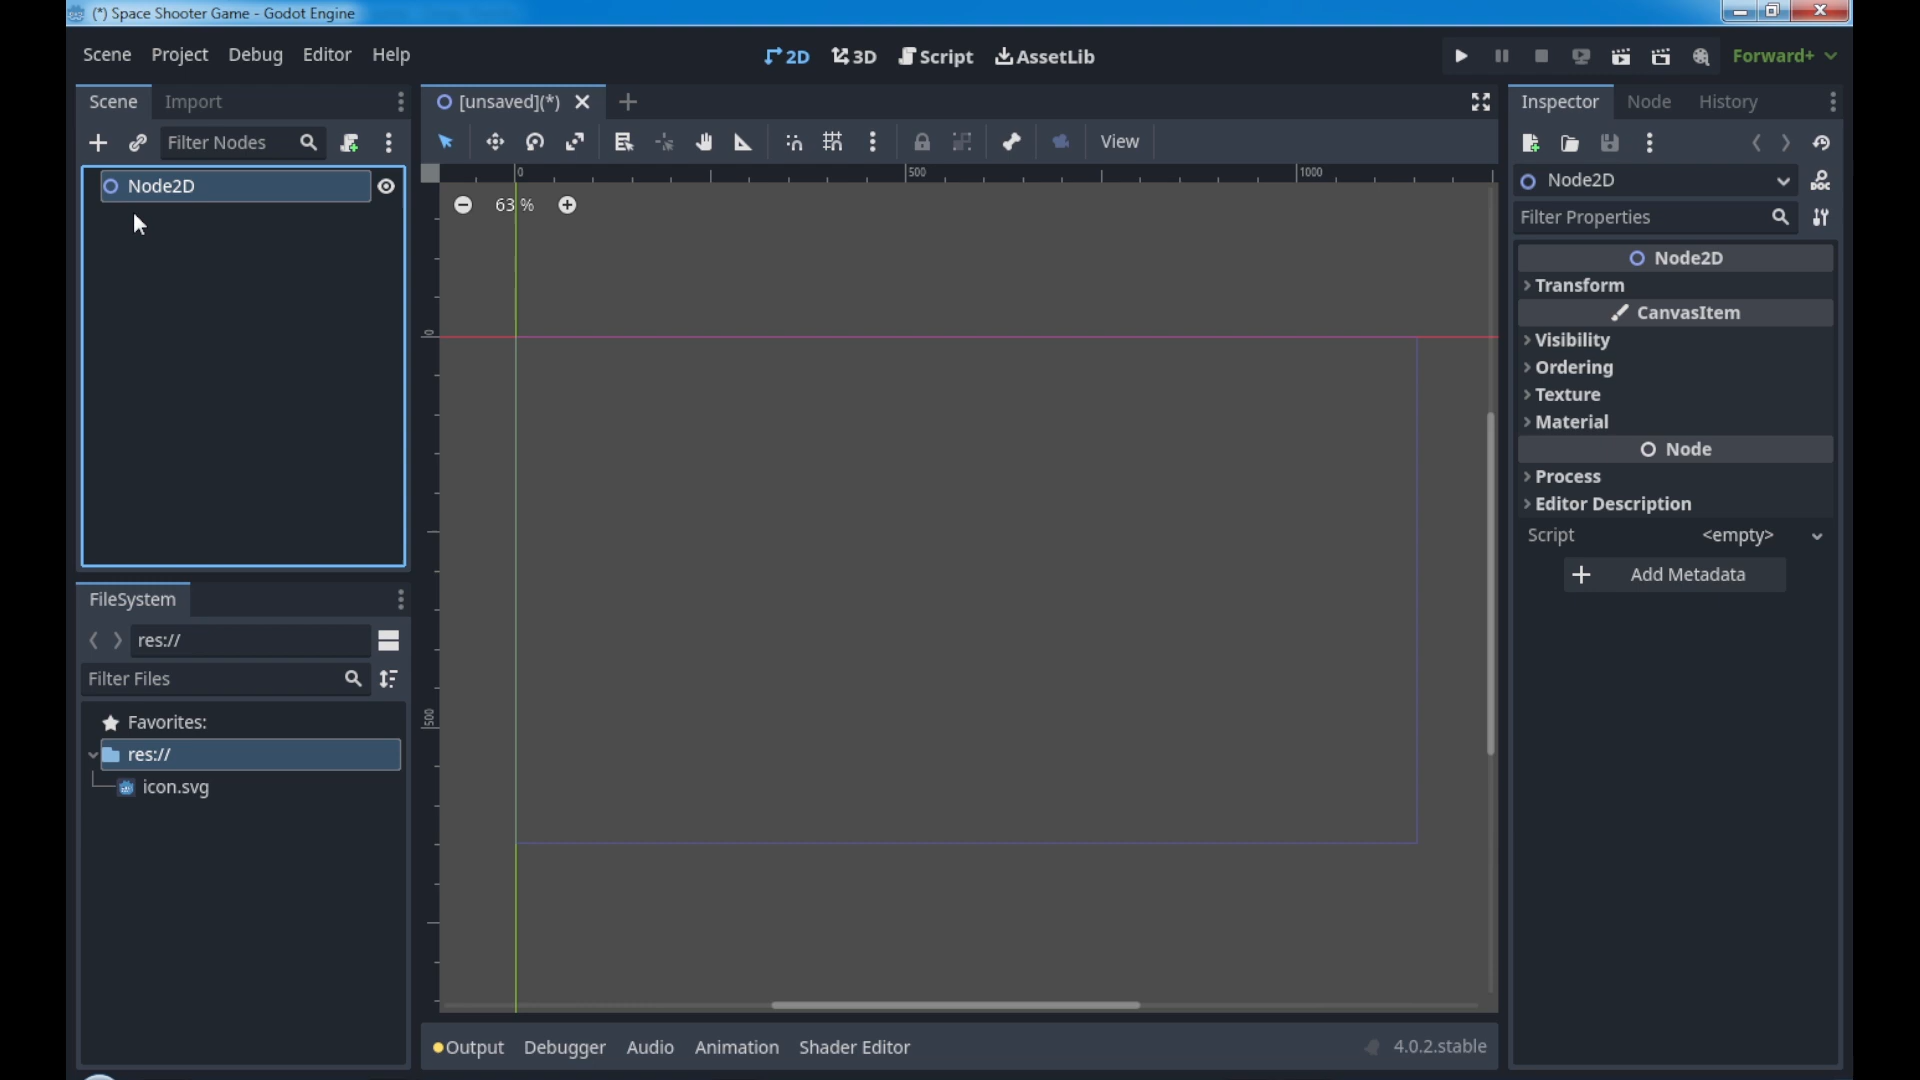 (*) Space Shooter Game - Godot Engine
Scene Project Debug Editor Help
2D 3D Script AssetLib
Forward+
Scene Import
[unsaved](*)
Inspector Node History
Filter Nodes
View
Node2D
0 500 1000
63 %
0
500
Node2D
DOC
Filter Properties
Node2D
Transform
CanvasItem
Visibility
Ordering
Texture
Material
Node
Process
Editor Description
Script <empty>
Add Metadata
FileSystem
res://
Filter Files
Favorites:
res://
icon.svg
Output Debugger Audio Animation Shader Editor
4.0.2.stable